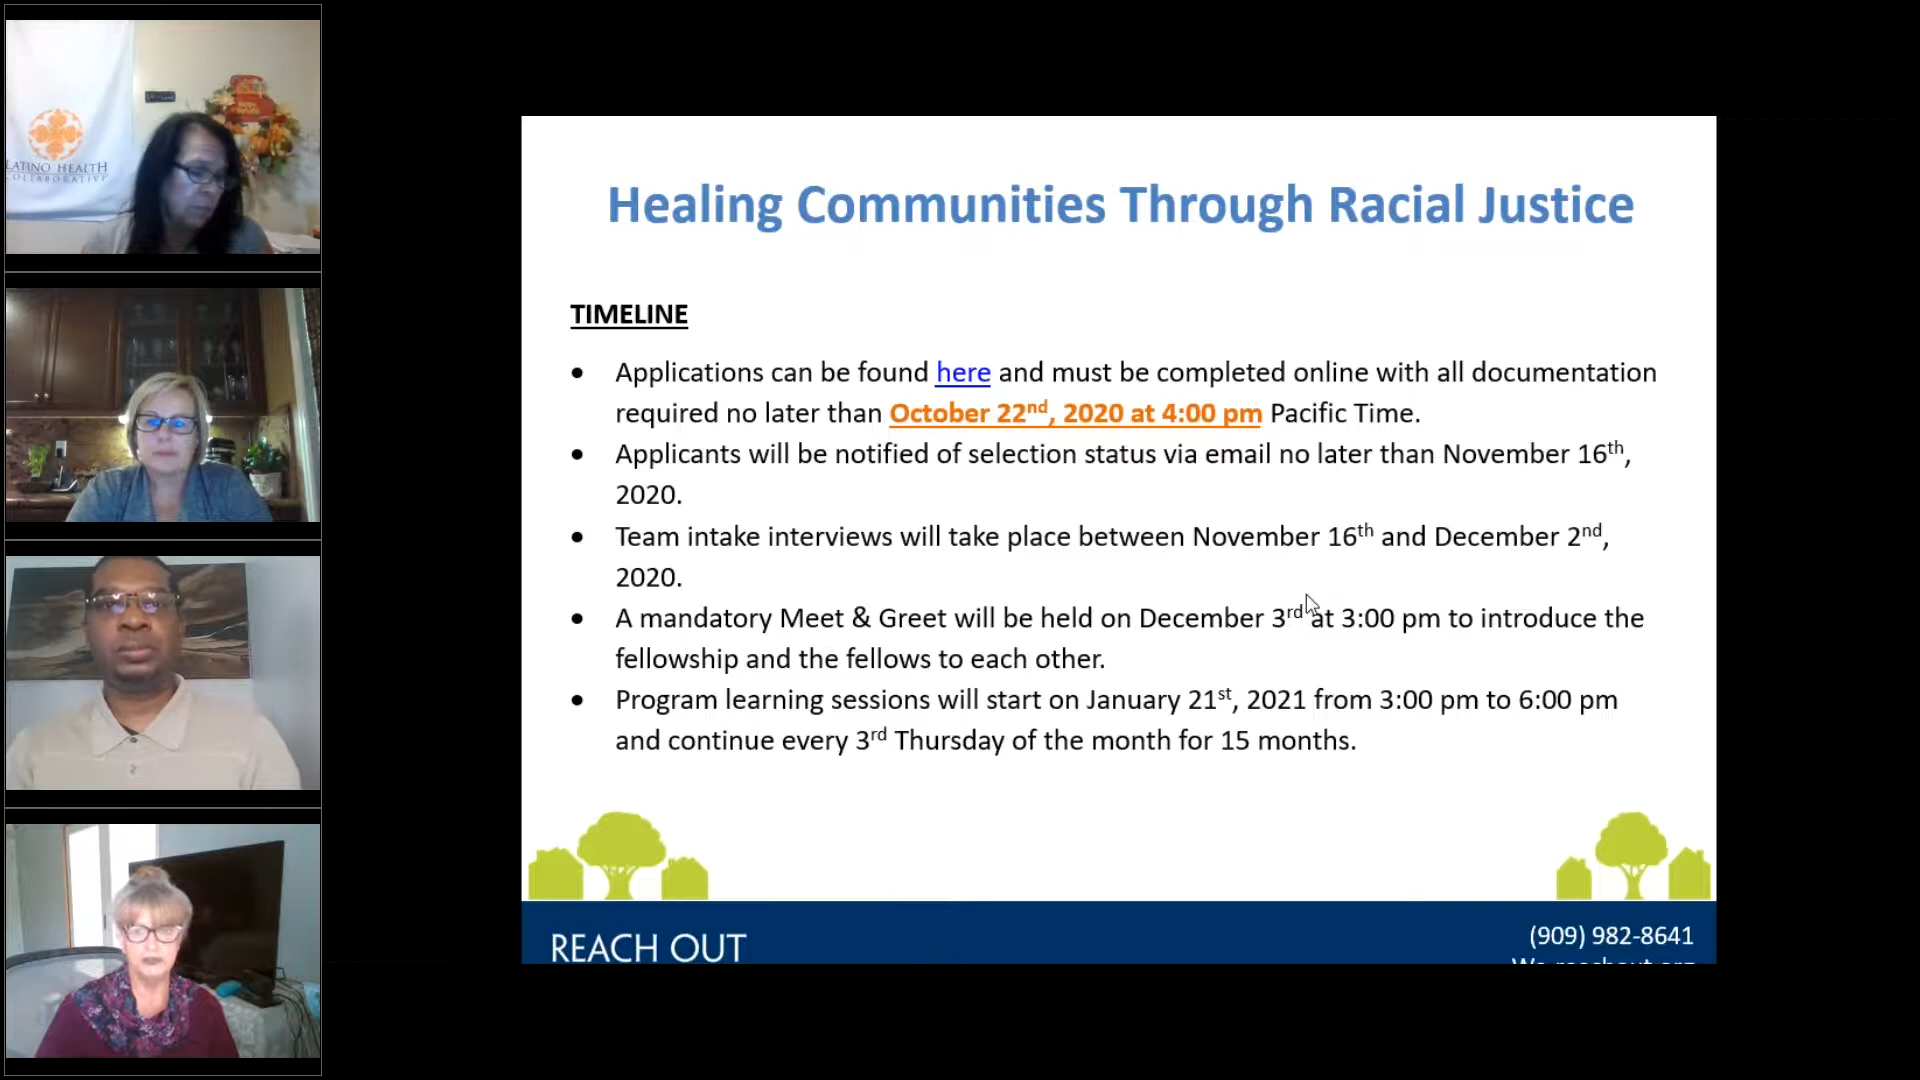 LATINO HEALTH
COLLABORATIVE
Healing Communities Through Racial Justice
TIMELINE
• Applications can be found here and must be completed online with all documentation
required no later than October 22nd, 2020 at 4:00 pm Pacific Time.
• Applicants will be notified of selection status via email no later than November 16th,
2020.
• Team intake interviews will take place between November 16th and December 2nd,
2020.
• A mandatory Meet & Greet will be held on December 3rd at 3:00 pm to introduce the
fellowship and the fellows to each other.
• Program learning sessions will start on January 21st, 2021 from 3:00 pm to 6:00 pm
and continue every 3rd Thursday of the month for 15 months.
REACH OUT
(909) 982-8641
We-reachout.org